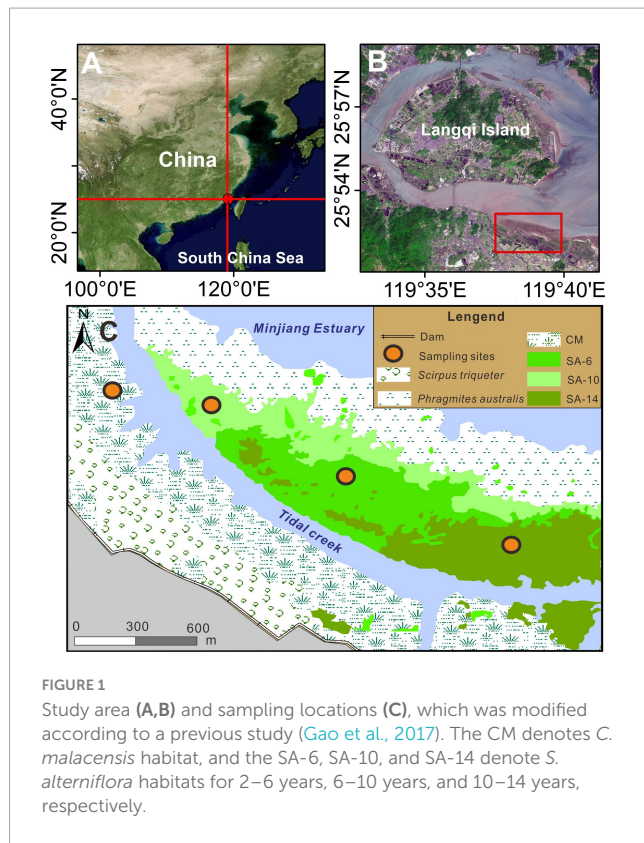 A
B
40°0'N
20°0'N
China
South China Sea
100°0'E
120°0'E
25°57'N
25°54'N
Langqi Island
119°35'E
119°40'E
N
C
Minjiang Estuary
Tidal creek
Lengend
Dam
Sampling sites
Scirpus triqueter
Phragmites australis
CM
SA-6
SA-10
SA-14
0 300 600
m
FIGURE 1
Study area (A,B) and sampling locations (C), which was modified
according to a previous study (Gao et al., 2017). The CM denotes C.
malacensis habitat, and the SA-6, SA-10, and SA-14 denote S.
alterniflora habitats for 2–6 years, 6–10 years, and 10–14 years,
respectively.